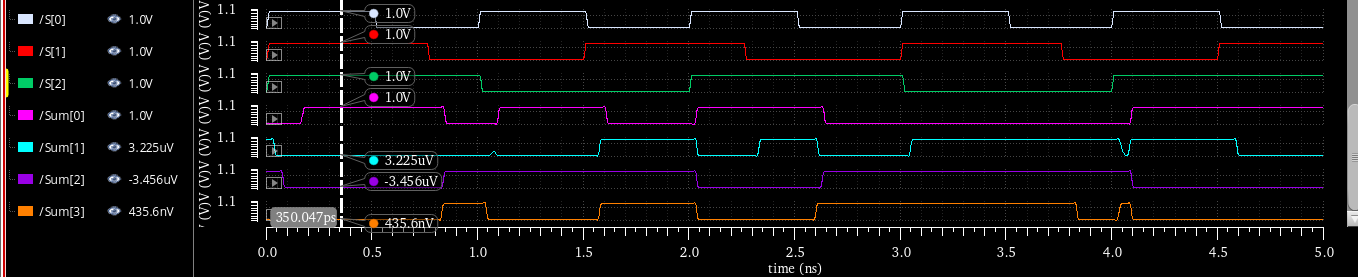 /S[0] 1.0V 1.1 1.0V
/S[1] 1.0V 1.1 1.0V
/S[2] 1.0V 1.1 1.0V
/Sum[0] 1.0V 1.1 1.0V
/Sum[1] 3.225uV 1.1 3.225uV
/Sum[2] -3.456uV 1.1 -3.456uV
/Sum[3] 435.6nV 1.1 435.6nV
350.047ps
0.0 0.5 1.0 1.5 2.0 2.5 3.0 3.5 4.0 4.5 5.0
time (ns)